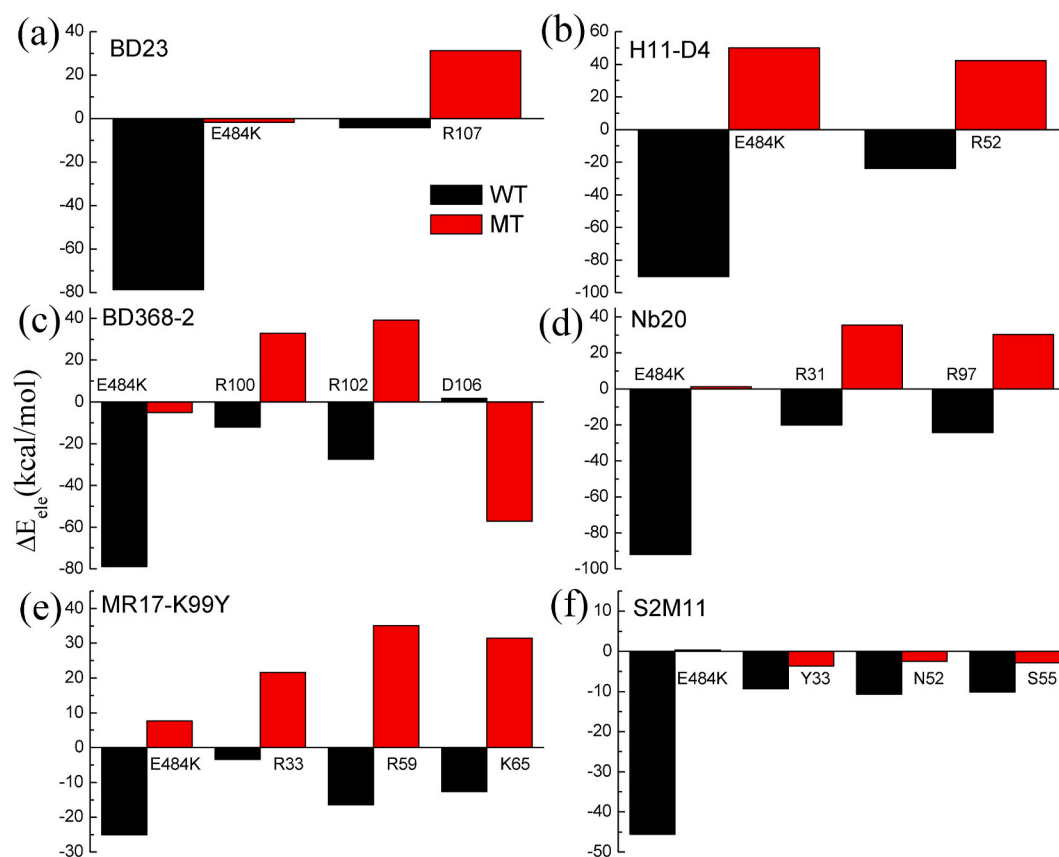 (a)
BD23
40
20
0
-20
-40
-60
-80
E484K
R107
WT
MT
(b)
H11-D4
60
40
20
0
-20
-40
-60
-80
-100
E484K
R52
(c)
BD368-2
40
20
0
-20
-40
-60
-80
E484K
R100
R102
D106
(d)
Nb20
40
20
0
-20
-40
-60
-80
-100
E484K
R31
R97
ΔEele(kcal/mol)
(e)
MR17-K99Y
40
30
20
10
0
-10
-20
-30
E484K
R33
R59
K65
(f)
S2M11
10
0
-10
-20
-30
-40
-50
E484K
Y33
N52
S55